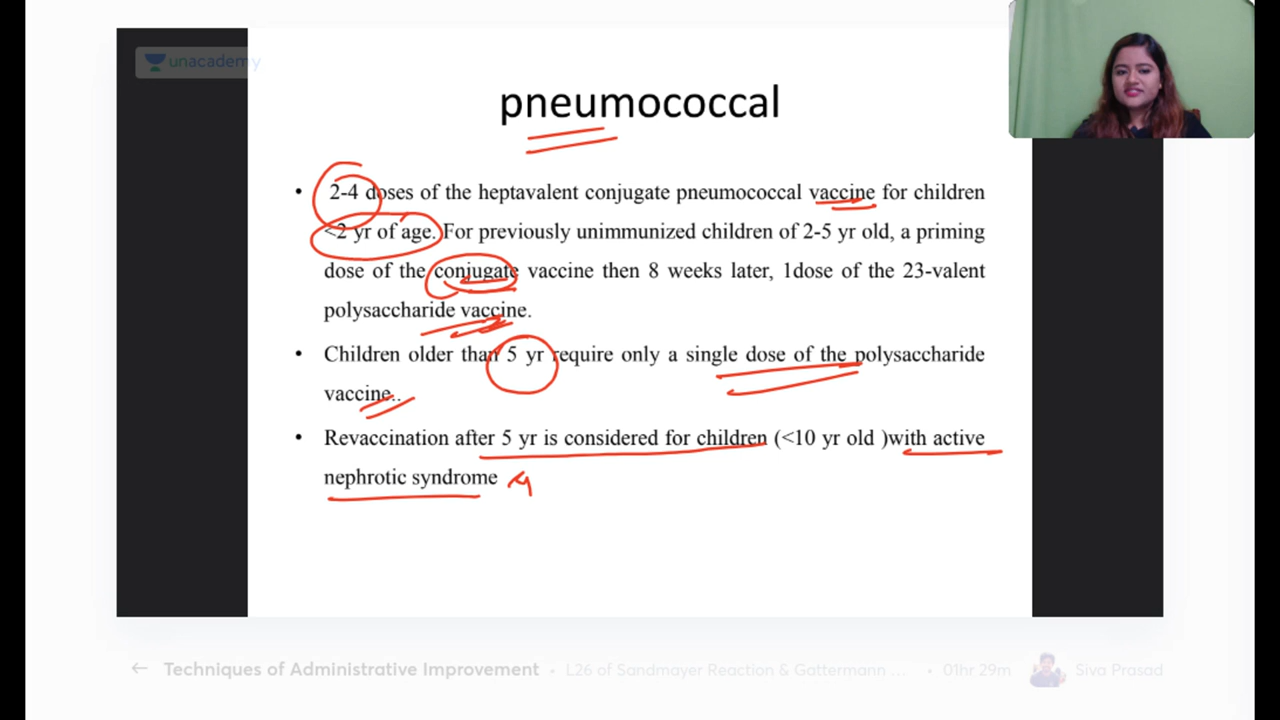 unacademy
pneumococcal
• 2-4 doses of the heptavalent conjugate pneumococcal vaccine for children
<2 yr of age. For previously unimmunized children of 2-5 yr old, a priming
dose of the conjugate vaccine then 8 weeks later, 1dose of the 23-valent
polysaccharide vaccine.
• Children older than 5 yr require only a single dose of the polysaccharide
vaccine..
• Revaccination after 5 yr is considered for children (<10 yr old )with active
nephrotic syndrome
← Techniques of Administrative Improvement • L26 of Sandmayer Reaction & Gattermann ... • 01hr 29m Siva Prasad